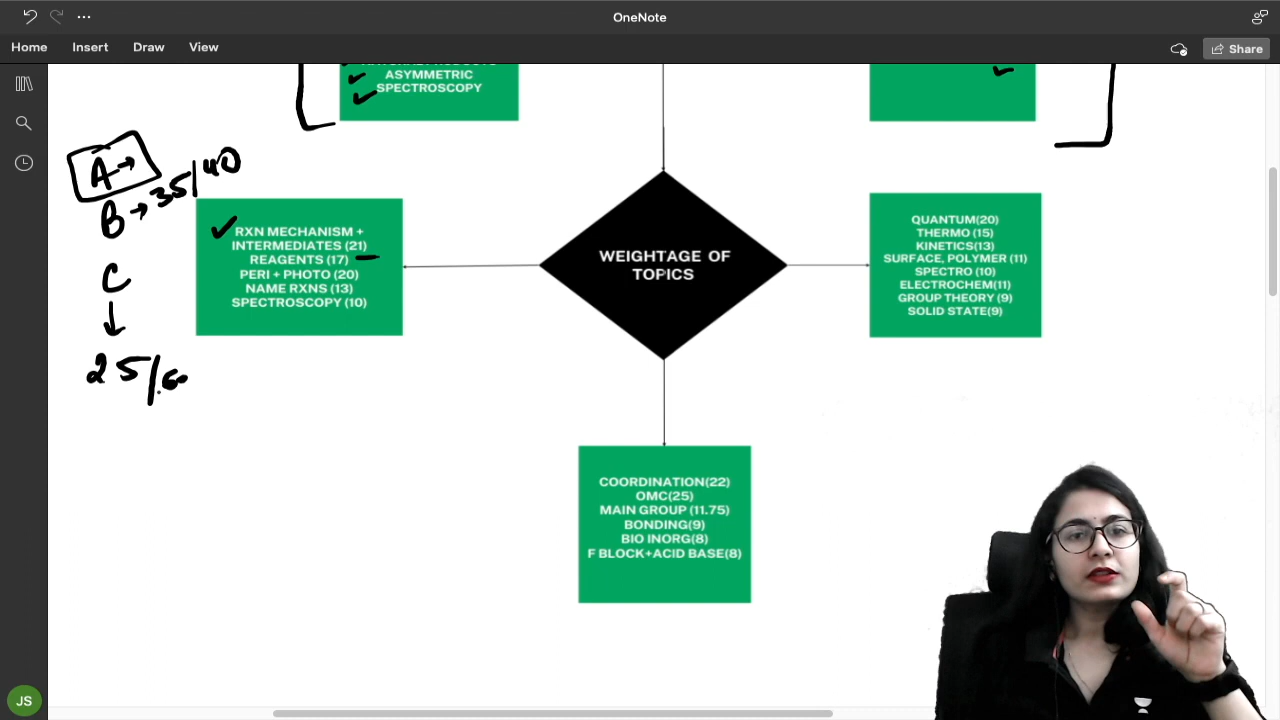 OneNote
Home Insert Draw View
Share
ASYMMETRIC
SPECTROSCOPY
A →
B → 35/40
C
↓
25/60
RXN MECHANISM +
INTERMEDIATES (21)
REAGENTS (17)
PERI + PHOTO (20)
NAME RXNS (13)
SPECTROSCOPY (10)
WEIGHTAGE OF
TOPICS
QUANTUM(20)
THERMO (15)
KINETICS(13)
SURFACE, POLYMER (11)
SPECTRO (10)
ELECTROCHEM(11)
GROUP THEORY (9)
SOLID STATE(9)
COORDINATION(22)
OMC(25)
MAIN GROUP (11.75)
BONDING(9)
BIO INORG(8)
F BLOCK+ACID BASE(8)
JS